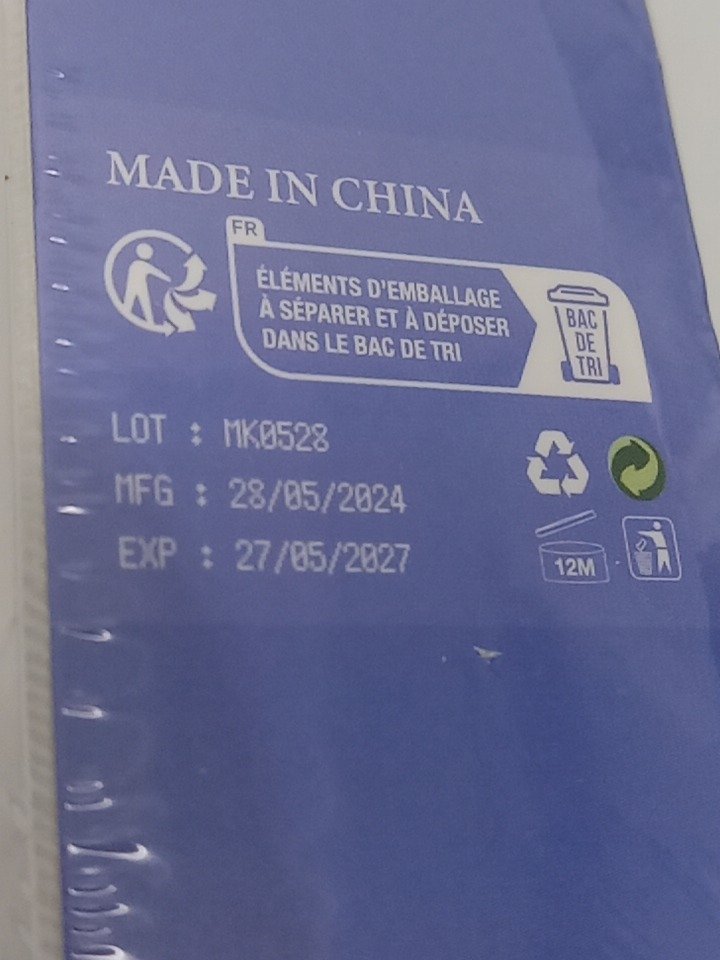 MADE IN CHINA
FR
ÉLÉMENTS D'EMBALLAGE
À SÉPARER ET À DÉPOSER
DANS LE BAC DE TRI
BAC
DE
TRI
LOT : MK0528
MFG : 28/05/2024
EXP : 27/05/2027
12M